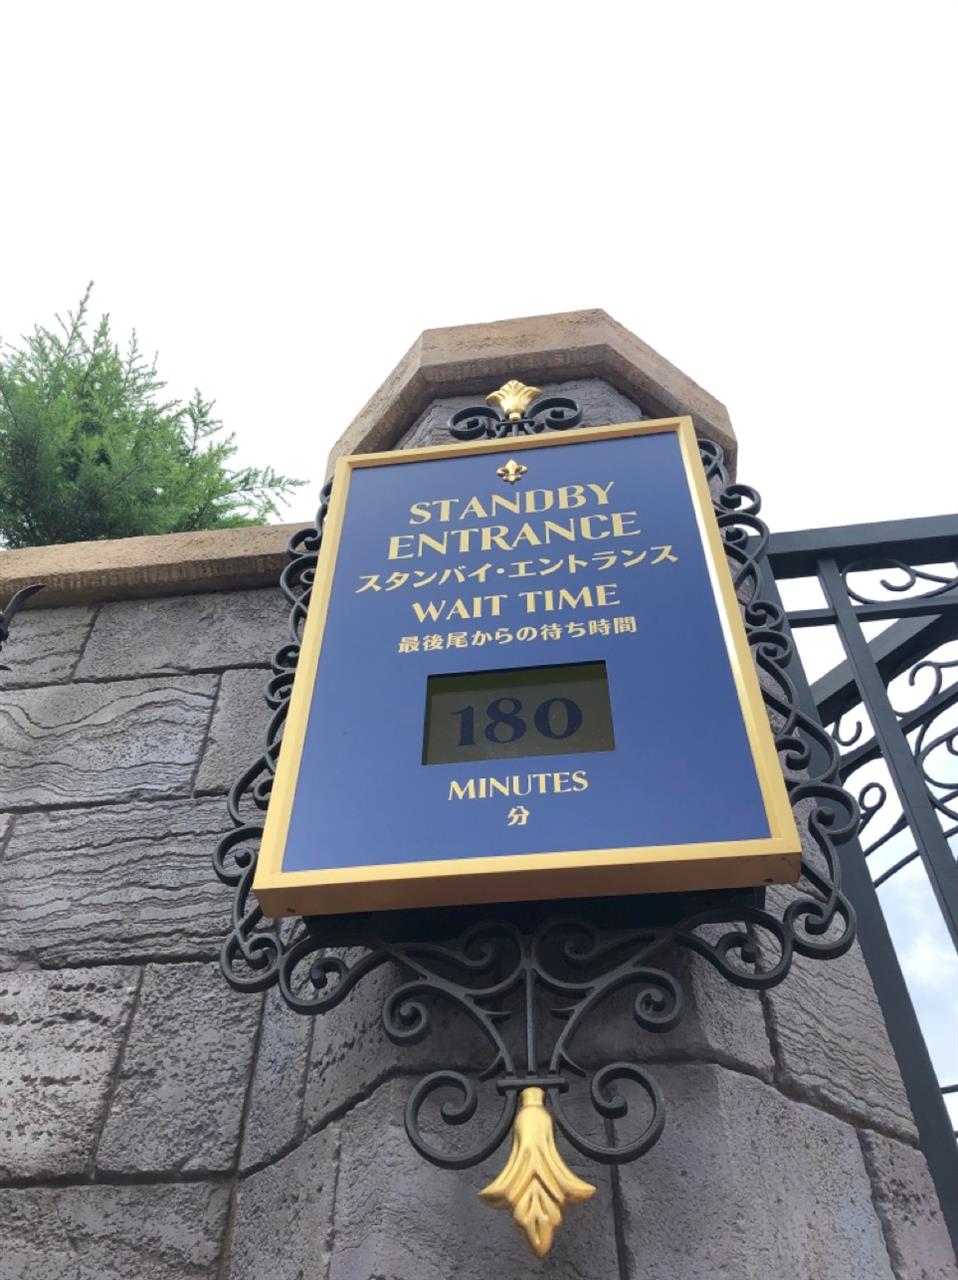 STANDBY
ENTRANCE
スタンバイ・エントランス
WAIT TIME
最後尾からの待ち時間
180
MINUTES
分